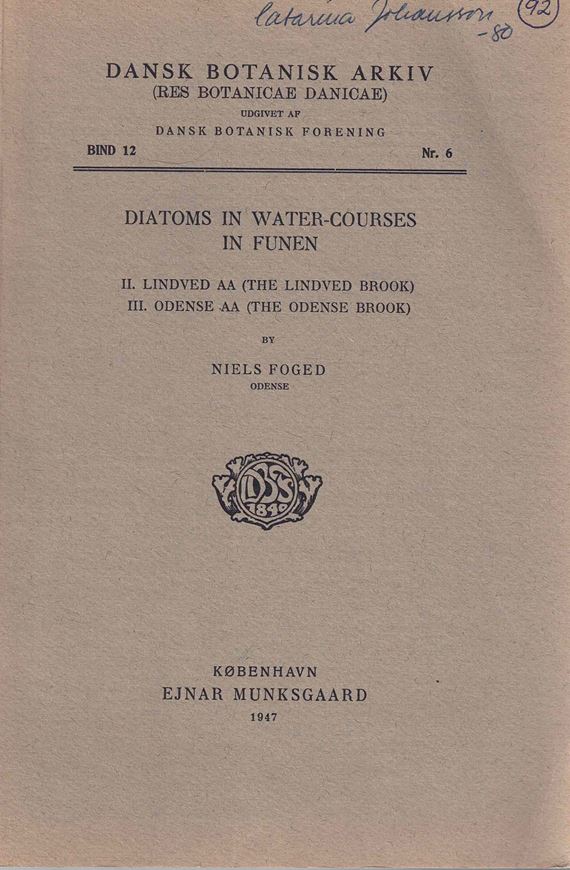 Catarina Johansson
92
-80
DANSK BOTANISK ARKIV
(RES BOTANICAE DANICAE)
UDGIVET AF
DANSK BOTANISK FORENING
BIND 12 Nr. 6
DIATOMS IN WATER-COURSES
IN FUNEN
II. LINDVED AA (THE LINDVED BROOK)
III. ODENSE AA (THE ODENSE BROOK)
BY
NIELS FOGED
ODENSE
1840
KØBENHAVN
EJNAR MUNKSGAARD
1947